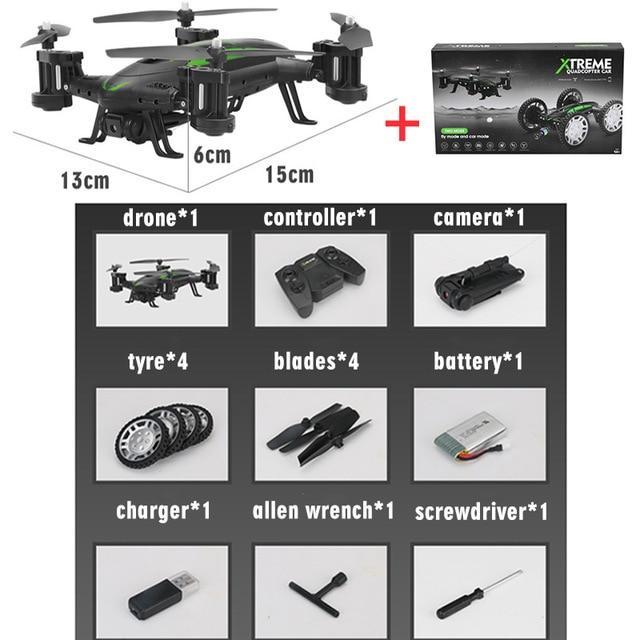 XTREME
QUADCOPTER CAR
6cm
13cm
15cm
By mode and car mode
drone*1
controller*1
camera*1
tyre*4
blades*4
battery*1
charger*1
allen wrench*1
screwdriver*1